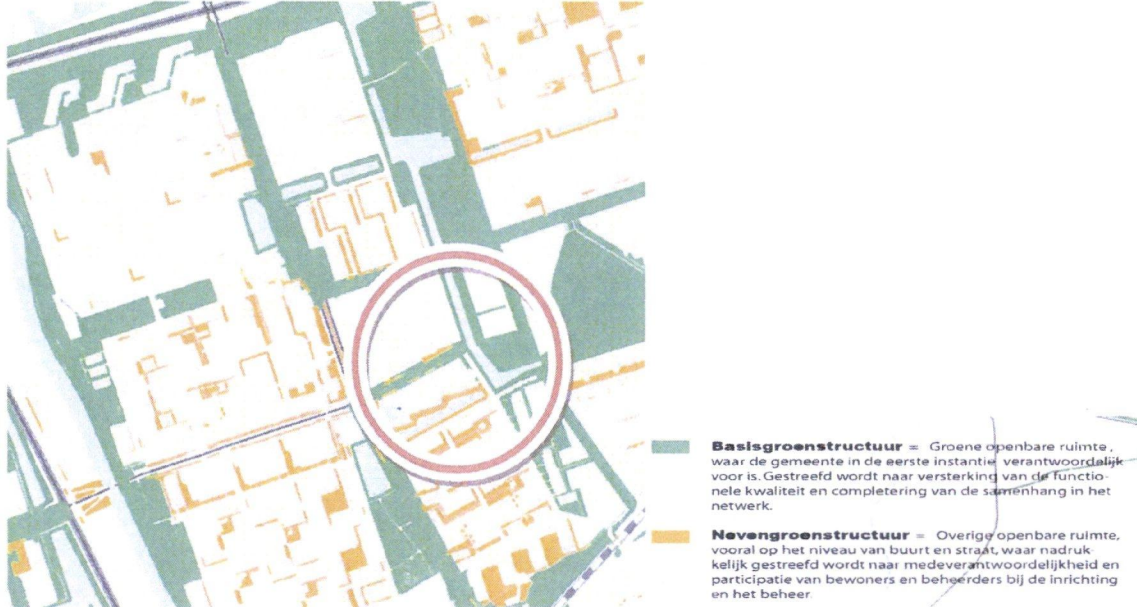 Basisgroenstructuur = Groene openbare ruimte,
waar de gemeente in de eerste instantie verantwoordelijk
voor is. Gestreefd wordt naar versterking van de functio-
nele kwaliteit en completering van de samenhang in het
netwerk.
Nevengroenstructuur = Overige openbare ruimte,
vooral op het niveau van buurt en straat, waar nadruk-
kelijk gestreefd wordt naar medeverantwoordelijkheid en
participatie van bewoners en beheerders bij de inrichting
en het beheer